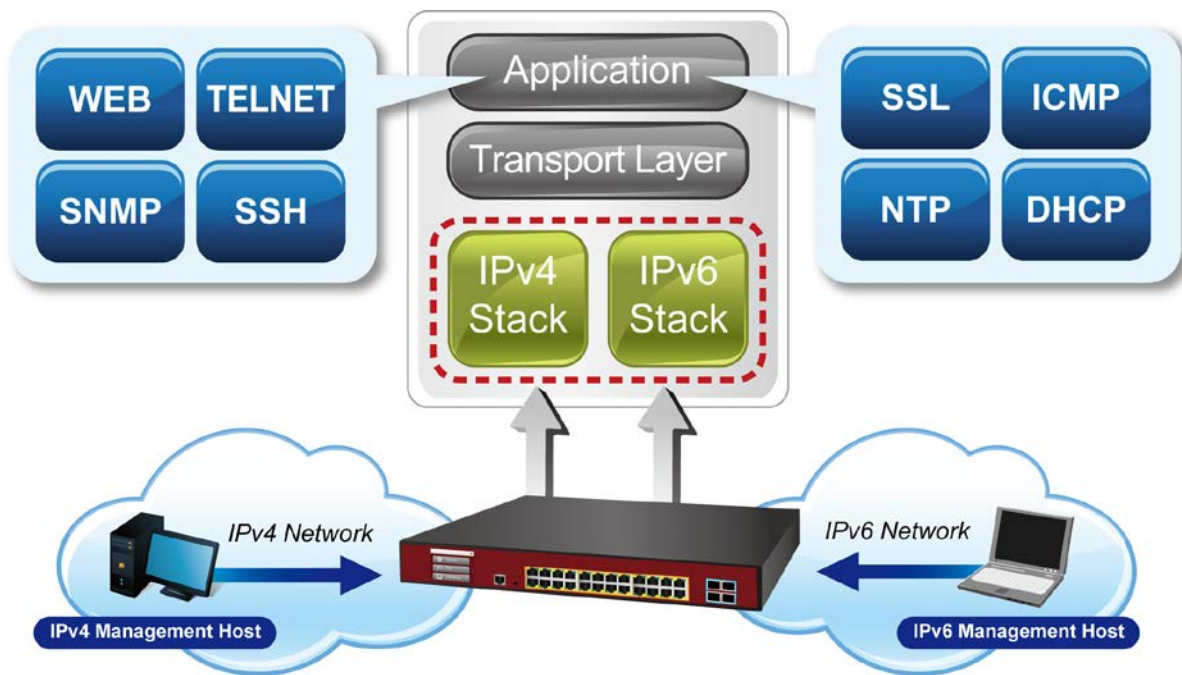 WEB
TELNET
SNMP
SSH
Application
Transport Layer
IPv4
Stack
IPv6
Stack
SSL
ICMP
NTP
DHCP
IPv4 Network
IPv4 Management Host
IPv6 Network
IPv6 Management Host